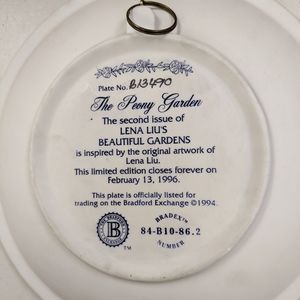 Plate No. B13490
The Peony Garden
The second issue of
LENA LIU'S
BEAUTIFUL GARDENS
is inspired by the original artwork of
Lena Liu.
This limited edition closes forever on
February 13, 1996.
This plate is officially listed for
trading on the Bradford Exchange ©1994
B
TM
BRADEX™
84-B10-86.2
NUMBER